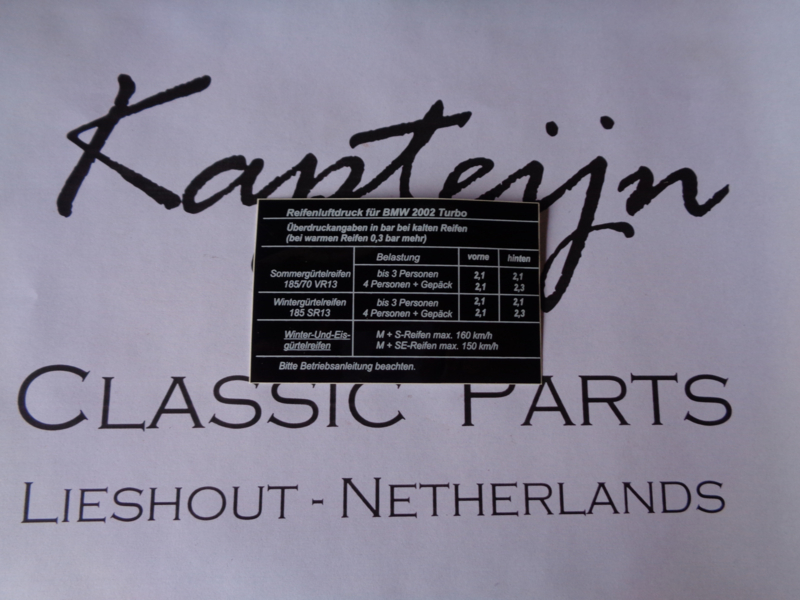 Kapteijn
Reifenluftdruck für BMW 2002 Turbo
Überdruckangaben in bar bei kalten Reifen
(bei warmen Reifen 0,3 bar mehr)
Belastung vorne hinten
Sommergürtelreifen bis 3 Personen 2,1 2,1
185/70 VR13 4 Personen + Gepäck 2,1 2,3
Wintergürtelreifen bis 3 Personen 2,1 2,1
185 SR13 4 Personen + Gepäck 2,1 2,3
Winter-Und-Eis- M + S-Reifen max. 160 km/h
gürtelreifen M + SE-Reifen max. 150 km/h
Bitte Betriebsanleitung beachten.
CLASSIC PARTS
LIESHOUT - NETHERLANDS